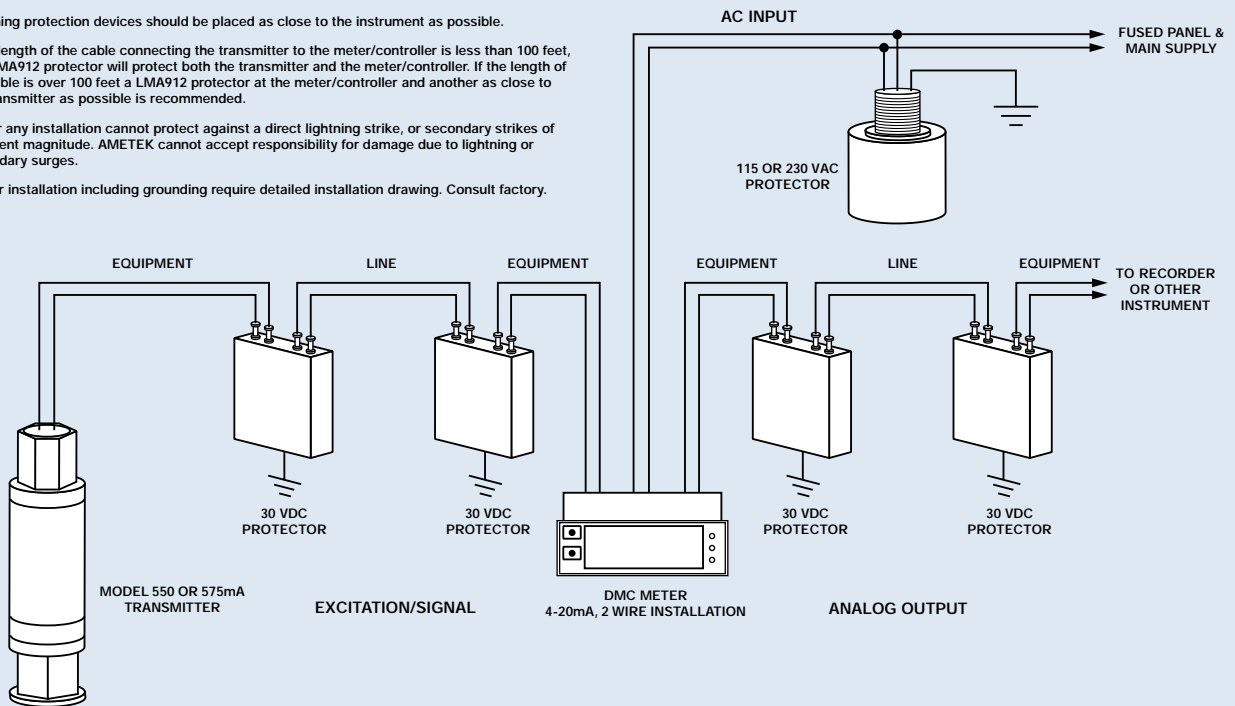 ing protection devices should be placed as close to the instrument as possible.
length of the cable connecting the transmitter to the meter/controller is less than 100 feet,
MA912 protector will protect both the transmitter and the meter/controller. If the length of
ble is over 100 feet a LMA912 protector at the meter/controller and another as close to
ansmitter as possible is recommended.
r any installation cannot protect against a direct lightning strike, or secondary strikes of
ent magnitude. AMETEK cannot accept responsibility for damage due to lightning or
dary surges.
r installation including grounding require detailed installation drawing. Consult factory.
AC INPUT
FUSED PANEL &
MAIN SUPPLY
115 OR 230 VAC
PROTECTOR
EQUIPMENT
LINE
EQUIPMENT
EQUIPMENT
LINE
EQUIPMENT
TO RECORDER
OR OTHER
INSTRUMENT
30 VDC
PROTECTOR
30 VDC
PROTECTOR
30 VDC
PROTECTOR
30 VDC
PROTECTOR
MODEL 550 OR 575mA
TRANSMITTER
EXCITATION/SIGNAL
DMC METER
4-20mA, 2 WIRE INSTALLATION
ANALOG OUTPUT